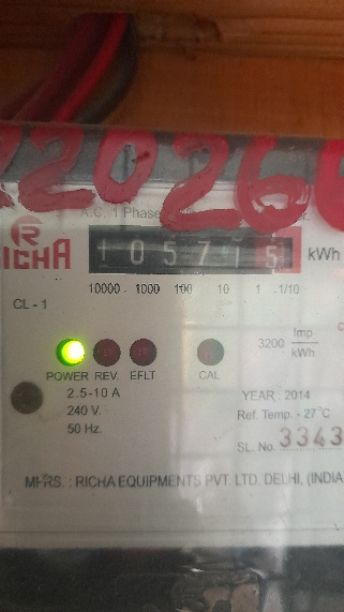 220266
A.C. 1 Phase
R
RICHA
105715 kWh
10000 1000 100 10 1 1/10
CL - 1
3200 Imp/kWh
POWER REV. EFLT CAL
2.5-10 A
240 V.
50 Hz.
YEAR : 2014
Ref. Temp. - 27°C
SL. No. 3343
MFRS. : RICHA EQUIPMENTS PVT. LTD. DELHI, (INDIA